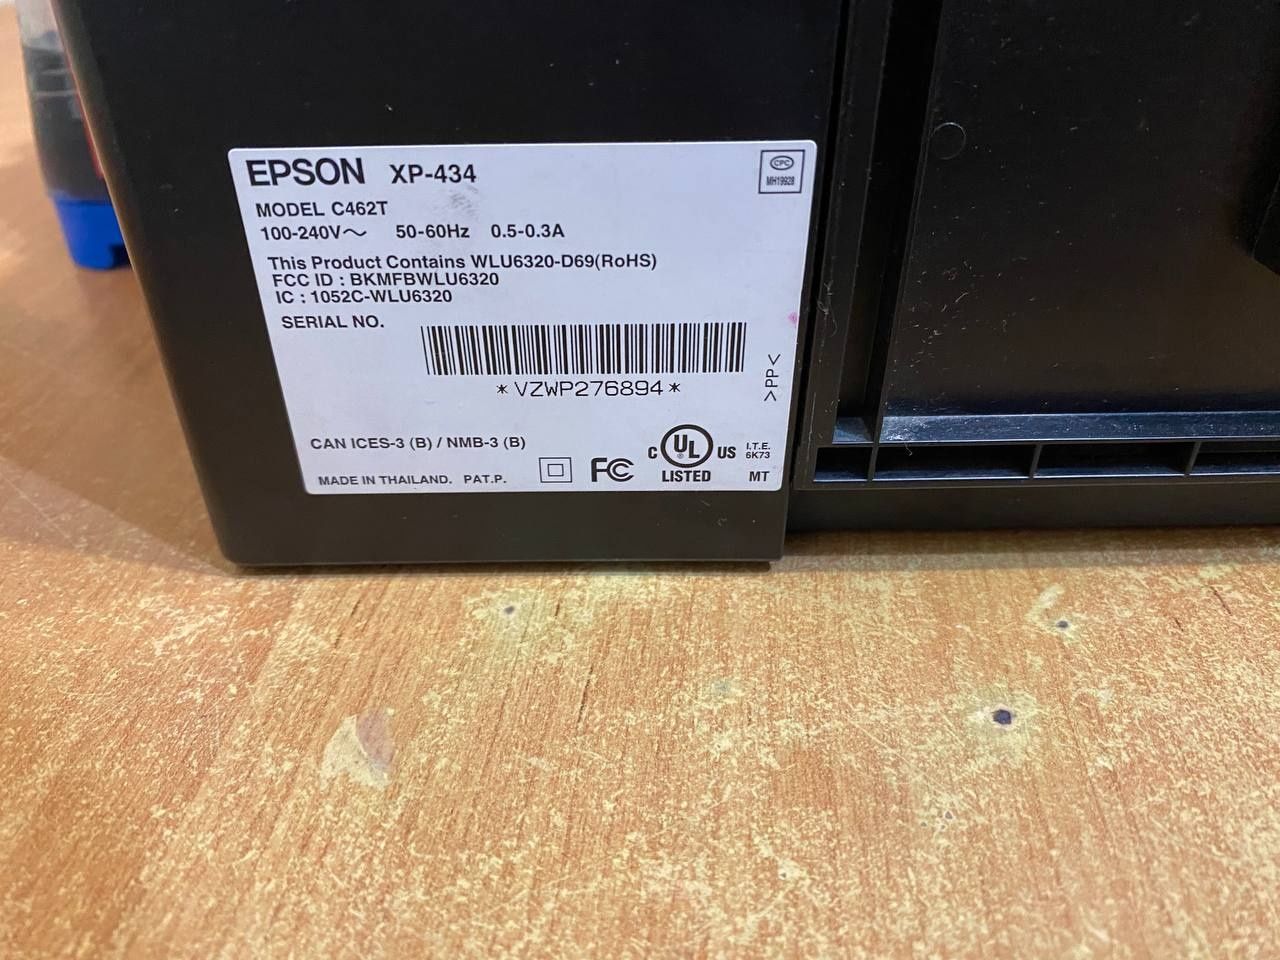 EPSON XP-434
CPC
MH19928
MODEL C462T
100-240V～ 50-60Hz 0.5-0.3A
This Product Contains WLU6320-D69(RoHS)
FCC ID : BKMFBWLU6320
IC : 1052C-WLU6320
SERIAL NO.
*VZWP276894*
>PP<
CAN ICES-3 (B) / NMB-3 (B)
C UL® US I.T.E.
6K73
MADE IN THAILAND. PAT.P. FC LISTED MT